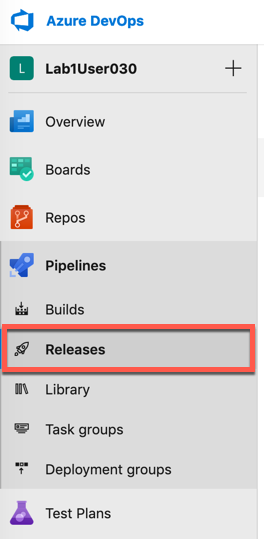 Azure DevOps
L Lab1User030
Overview
Boards
Repos
Pipelines
Builds
Releases
Library
Task groups
Deployment groups
Test Plans